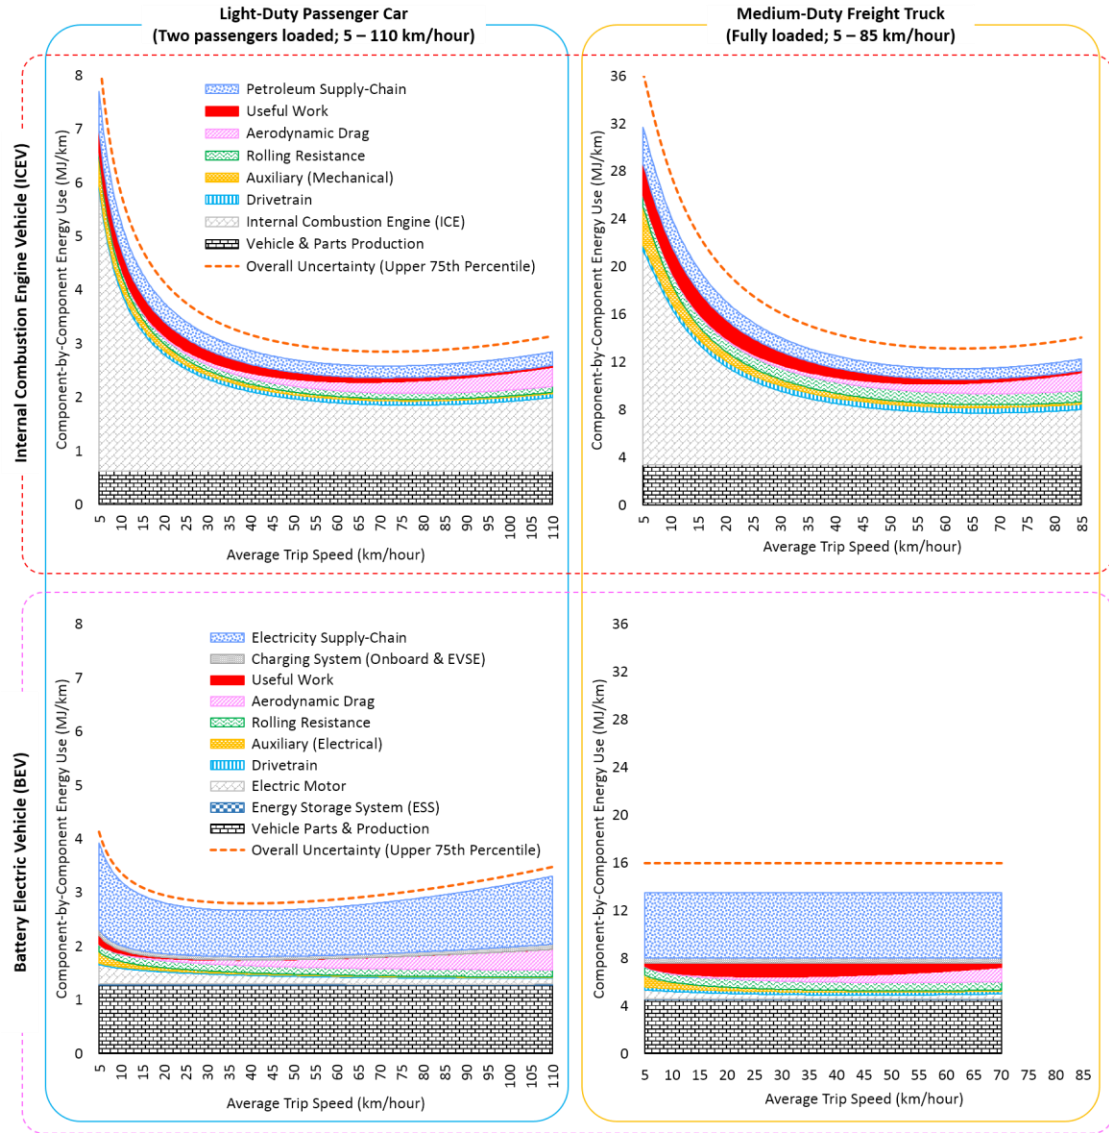 Light-Duty Passenger Car
(Two passengers loaded; 5 – 110 km/hour)
Medium-Duty Freight Truck
(Fully loaded; 5 – 85 km/hour)
Internal Combustion Engine Vehicle (ICEV)
Component-by-Component Energy Use (MJ/km)
8
7
6
5
4
3
2
1
0
Petroleum Supply-Chain
Useful Work
Aerodynamic Drag
Rolling Resistance
Auxiliary (Mechanical)
Drivetrain
Internal Combustion Engine (ICE)
Vehicle & Parts Production
Overall Uncertainty (Upper 75th Percentile)
5 10 15 20 25 30 35 40 45 50 55 60 65 70 75 80 85 90 95 100 105 110
Average Trip Speed (km/hour)
Component-by-Component Energy Use (MJ/km)
36
32
28
24
20
16
12
8
4
0
5 10 15 20 25 30 35 40 45 50 55 60 65 70 75 80 85
Average Trip Speed (km/hour)
Battery Electric Vehicle (BEV)
Component-by-Component Energy Use (MJ/km)
8
7
6
5
4
3
2
1
0
Electricity Supply-Chain
Charging System (Onboard & EVSE)
Useful Work
Aerodynamic Drag
Rolling Resistance
Auxiliary (Electrical)
Drivetrain
Electric Motor
Energy Storage System (ESS)
Vehicle Parts & Production
Overall Uncertainty (Upper 75th Percentile)
5 10 15 20 25 30 35 40 45 50 55 60 65 70 75 80 85 90 95 100 105 110
Average Trip Speed (km/hour)
Component-by-Component Energy Use (MJ/km)
36
32
28
24
20
16
12
8
4
0
5 10 15 20 25 30 35 40 45 50 55 60 65 70 75 80 85
Average Trip Speed (km/hour)